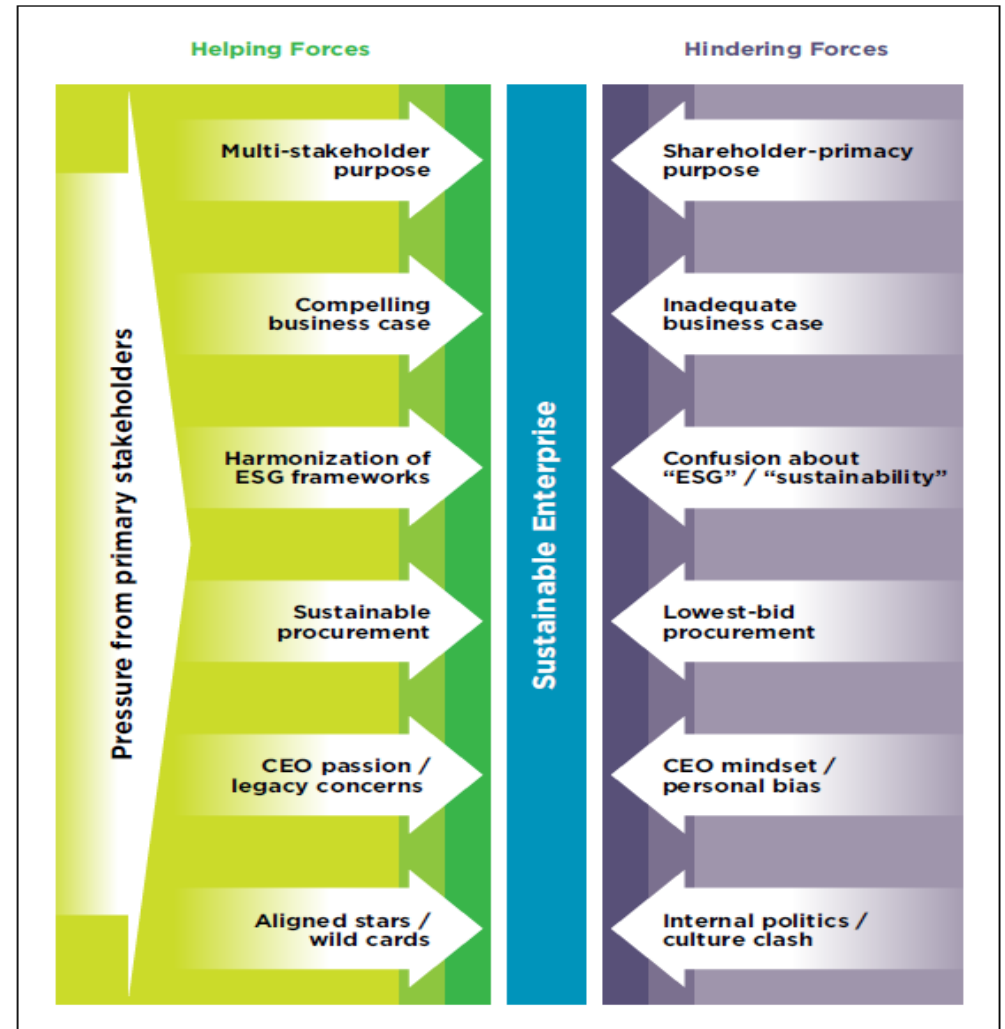 Helping Forces
Hindering Forces
Pressure from primary stakeholders
Multi-stakeholder
purpose
Compelling
business case
Harmonization of
ESG frameworks
Sustainable
procurement
CEO passion /
legacy concerns
Aligned stars /
wild cards
Sustainable Enterprise
Shareholder-primacy
purpose
Inadequate
business case
Confusion about
“ESG” / “sustainability”
Lowest-bid
procurement
CEO mindset /
personal bias
Internal politics /
culture clash